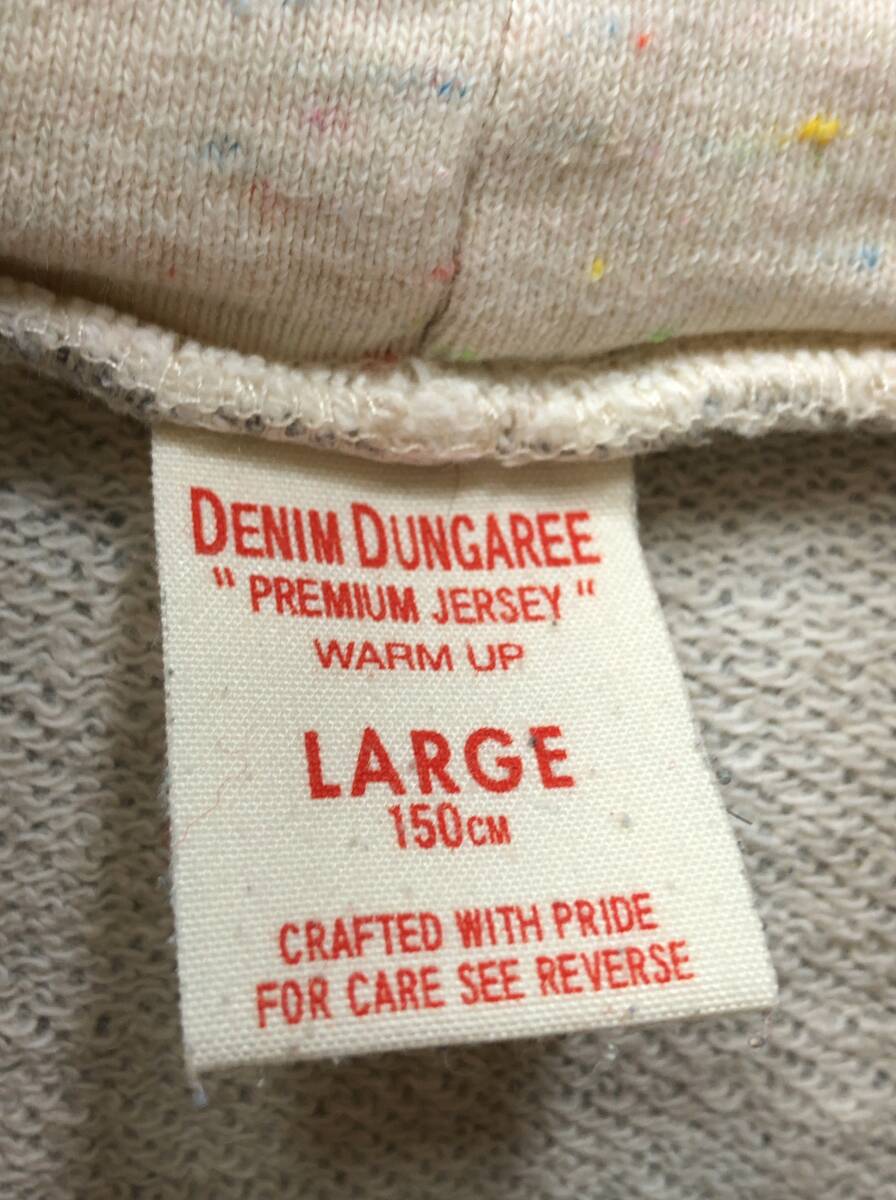 DENIM DUNGAREE
" PREMIUM JERSEY "
WARM UP
LARGE
150CM
CRAFTED WITH PRIDE
FOR CARE SEE REVERSE